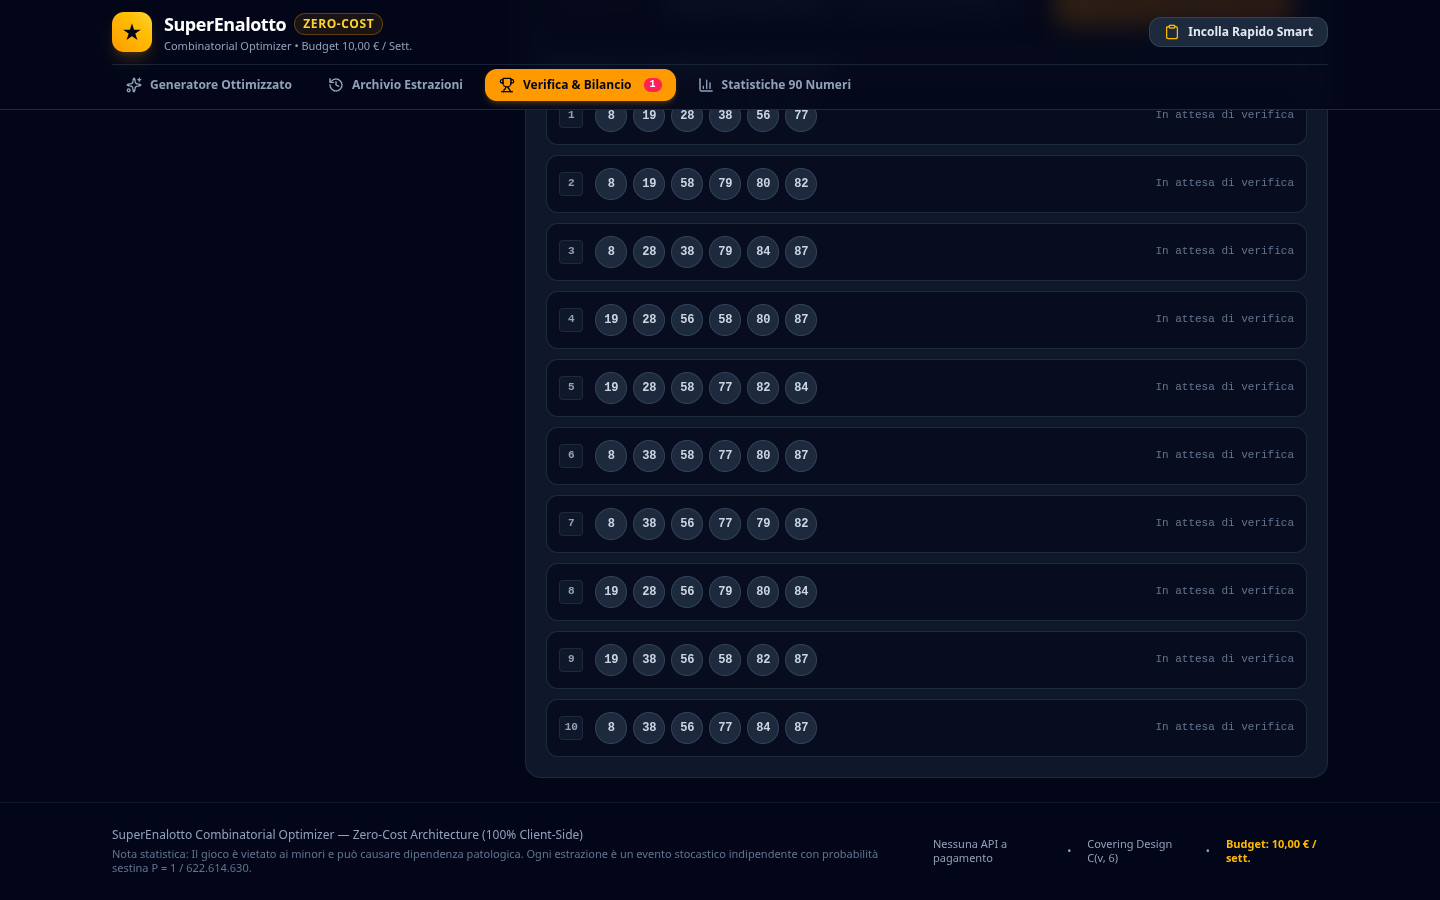 SuperEnalotto ZERO-COST
Combinatorial Optimizer • Budget 10,00 € / Sett.
Incolla Rapido Smart
Generatore Ottimizzato Archivio Estrazioni Verifica & Bilancio 1 Statistiche 90 Numeri
1 8 19 28 38 56 77 In attesa di verifica
2 8 19 58 79 80 82 In attesa di verifica
3 8 28 38 79 84 87 In attesa di verifica
4 19 28 56 58 80 87 In attesa di verifica
5 19 28 58 77 82 84 In attesa di verifica
6 8 38 58 77 80 87 In attesa di verifica
7 8 38 56 77 79 82 In attesa di verifica
8 19 28 56 79 80 84 In attesa di verifica
9 19 38 56 58 82 87 In attesa di verifica
10 8 38 56 77 84 87 In attesa di verifica
SuperEnalotto Combinatorial Optimizer — Zero-Cost Architecture (100% Client-Side)
Nota statistica: Il gioco è vietato ai minori e può causare dipendenza patologica. Ogni estrazione è un evento stocastico indipendente con probabilità
sestina P = 1 / 622.614.630.
Nessuna API a
pagamento
•
Covering Design
C(v, 6)
•
Budget: 10,00 € /
sett.